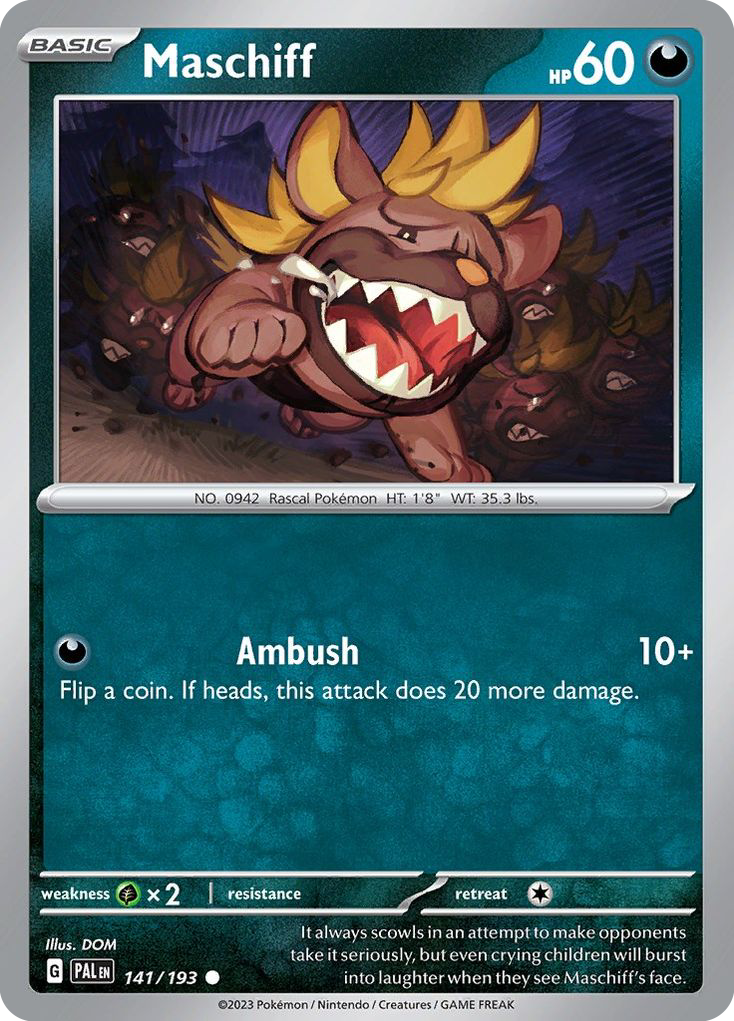 BASIC
Maschiff
HP60
NO. 0942 Rascal Pokémon HT: 1'8" WT: 35.3 lbs.
Ambush 10+
Flip a coin. If heads, this attack does 20 more damage.
weakness ×2 resistance retreat
Illus. DOM
It always scowls in an attempt to make opponents
take it seriously, but even crying children will burst
into laughter when they see Maschiff's face.
G PAL EN 141/193
©2023 Pokémon / Nintendo / Creatures / GAME FREAK